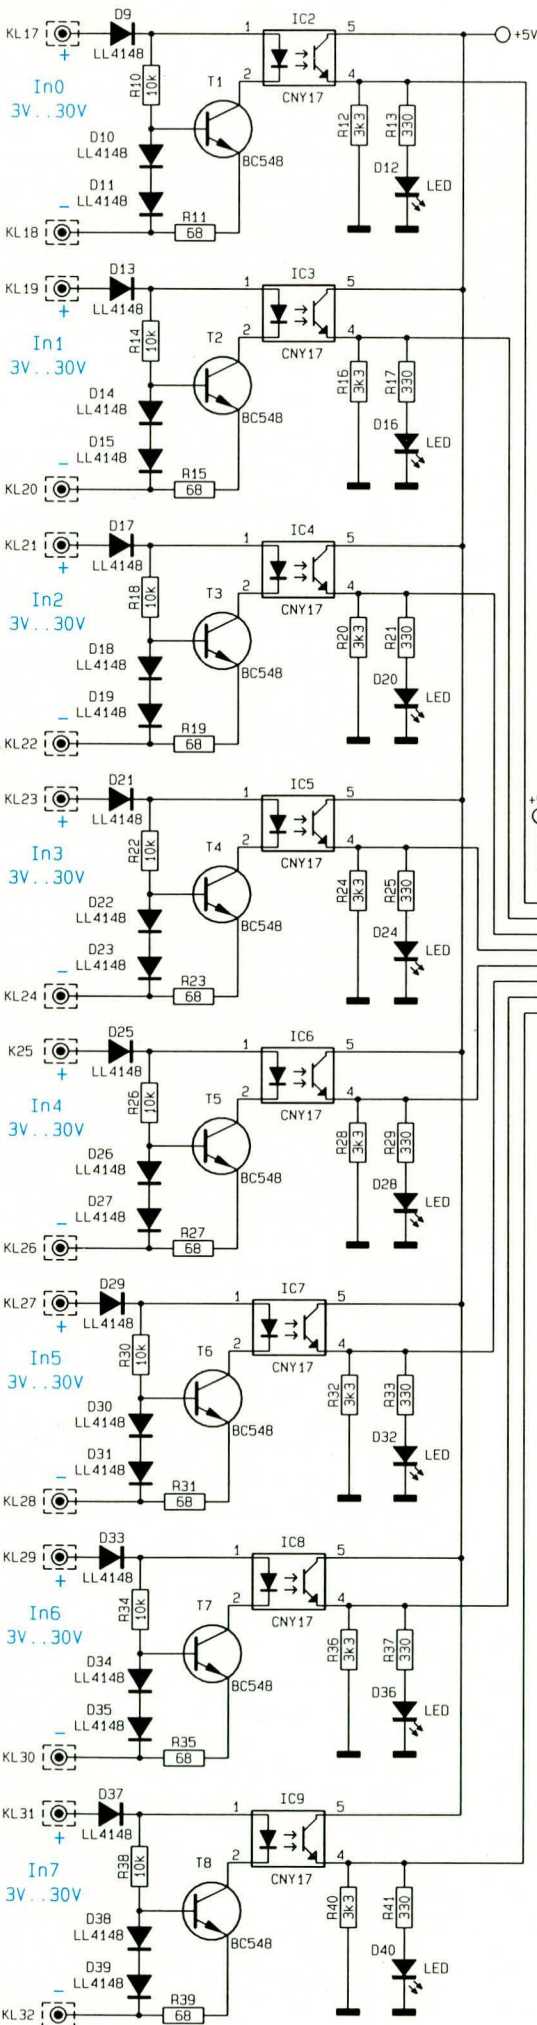 D9
KL17 1 IC2 5 +5V
+ LL4148
R10 10k
In0 T1 2 4
3V..30V CNY17 R12 3k3 R13 330
D10
LL4148 BC548 D12 LED
D11
LL4148
- R11
KL18 68
D13 IC3
KL19 1 5
+ LL4148
R14 10k
In1 T2 2 4
3V..30V CNY17 R16 3k3 R17 330
D14
LL4148 BC548 D16 LED
D15
LL4148
- R15
KL20 68
D17 IC4
KL21 1 5
+ LL4148
R18 10k
In2 T3 2 4
3V..30V CNY17 R20 3k3 R21 330
D18
LL4148 BC548 D20 LED
D19
LL4148
- R19
KL22 68
D21 IC5
KL23 1 5
+ LL4148
R22 10k
In3 T4 2 4
3V..30V CNY17 R24 3k3 R25 330
D22
LL4148 BC548 D24 LED
D23
LL4148
- R23
KL24 68
D25 IC6
K25 1 5
+ LL4148
R26 10k
In4 T5 2 4
3V..30V CNY17 R28 3k3 R29 330
D26
LL4148 BC548 D28 LED
D27
LL4148
- R27
KL26 68
D29 IC7
KL27 1 5
+ LL4148
R30 10k
In5 T6 2 4
3V..30V CNY17 R32 3k3 R33 330
D30
LL4148 BC548 D32 LED
D31
LL4148
- R31
KL28 68
D33 IC8
KL29 1 5
+ LL4148
R34 10k
In6 T7 2 4
3V..30V CNY17 R36 3k3 R37 330
D34
LL4148 BC548 D36 LED
D35
LL4148
- R35
KL30 68
D37 IC9
KL31 1 5
+ LL4148
R38 10k
In7 T8 2 4
3V..30V CNY17 R40 3k3 R41 330
D38
LL4148 BC548 D40 LED
D39
LL4148
- R39
KL32 68